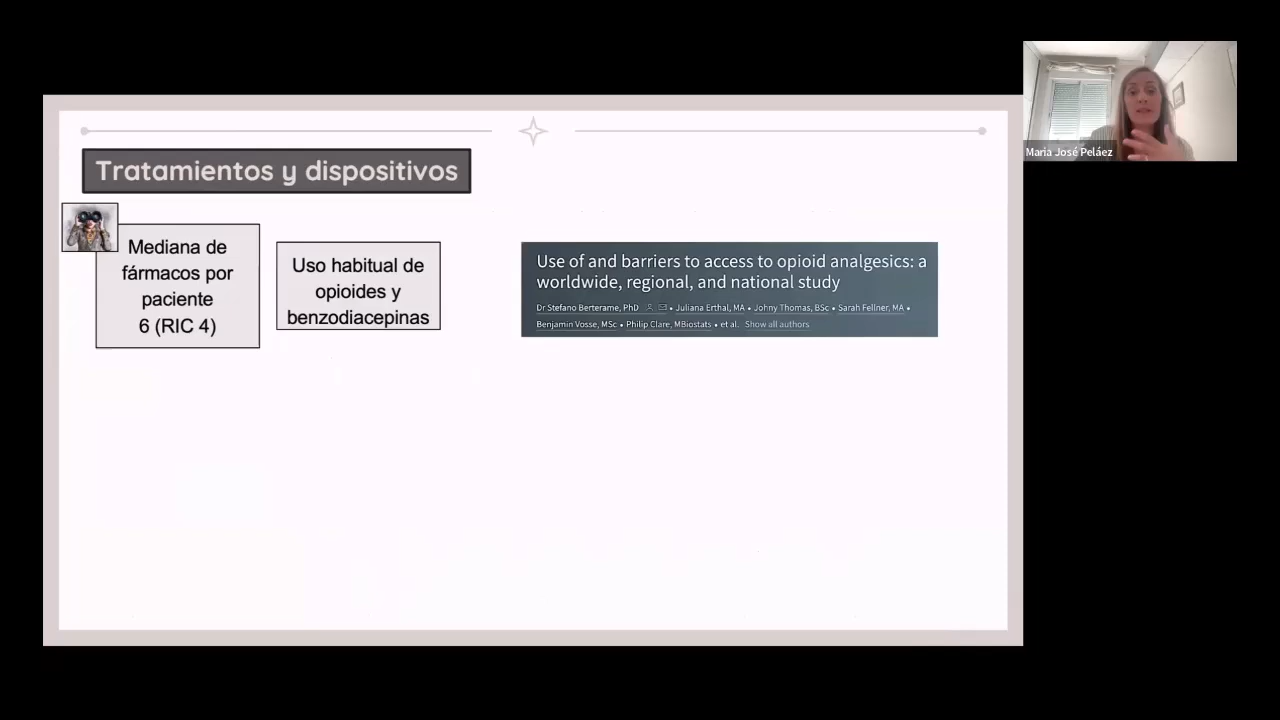 Tratamientos y dispositivos
Mediana de
fármacos por
paciente
6 (RIC 4)
Uso habitual de
opioides y
benzodiacepinas
Use of and barriers to access to opioid analgesics: a
worldwide, regional, and national study
Dr Stefano Berterame, PhD • Juliana Erthal, MA • Johny Thomas, BSc • Sarah Fellner, MA •
Benjamin Vosse, MSc • Philip Clare, MBiostats • et al. Show all authors
Maria José Peláez